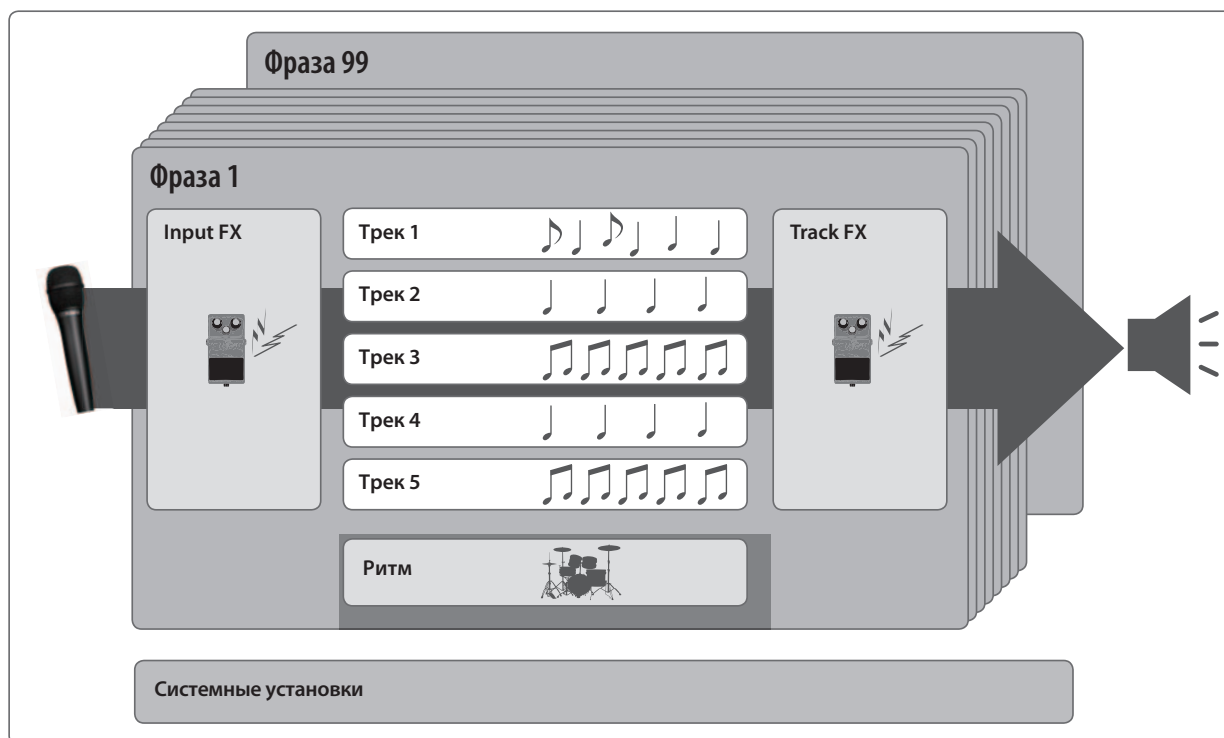 Фраза 99
Фраза 1
Input FX
Трек 1
Трек 2
Трек 3
Трек 4
Трек 5
Track FX
Ритм
Системные установки